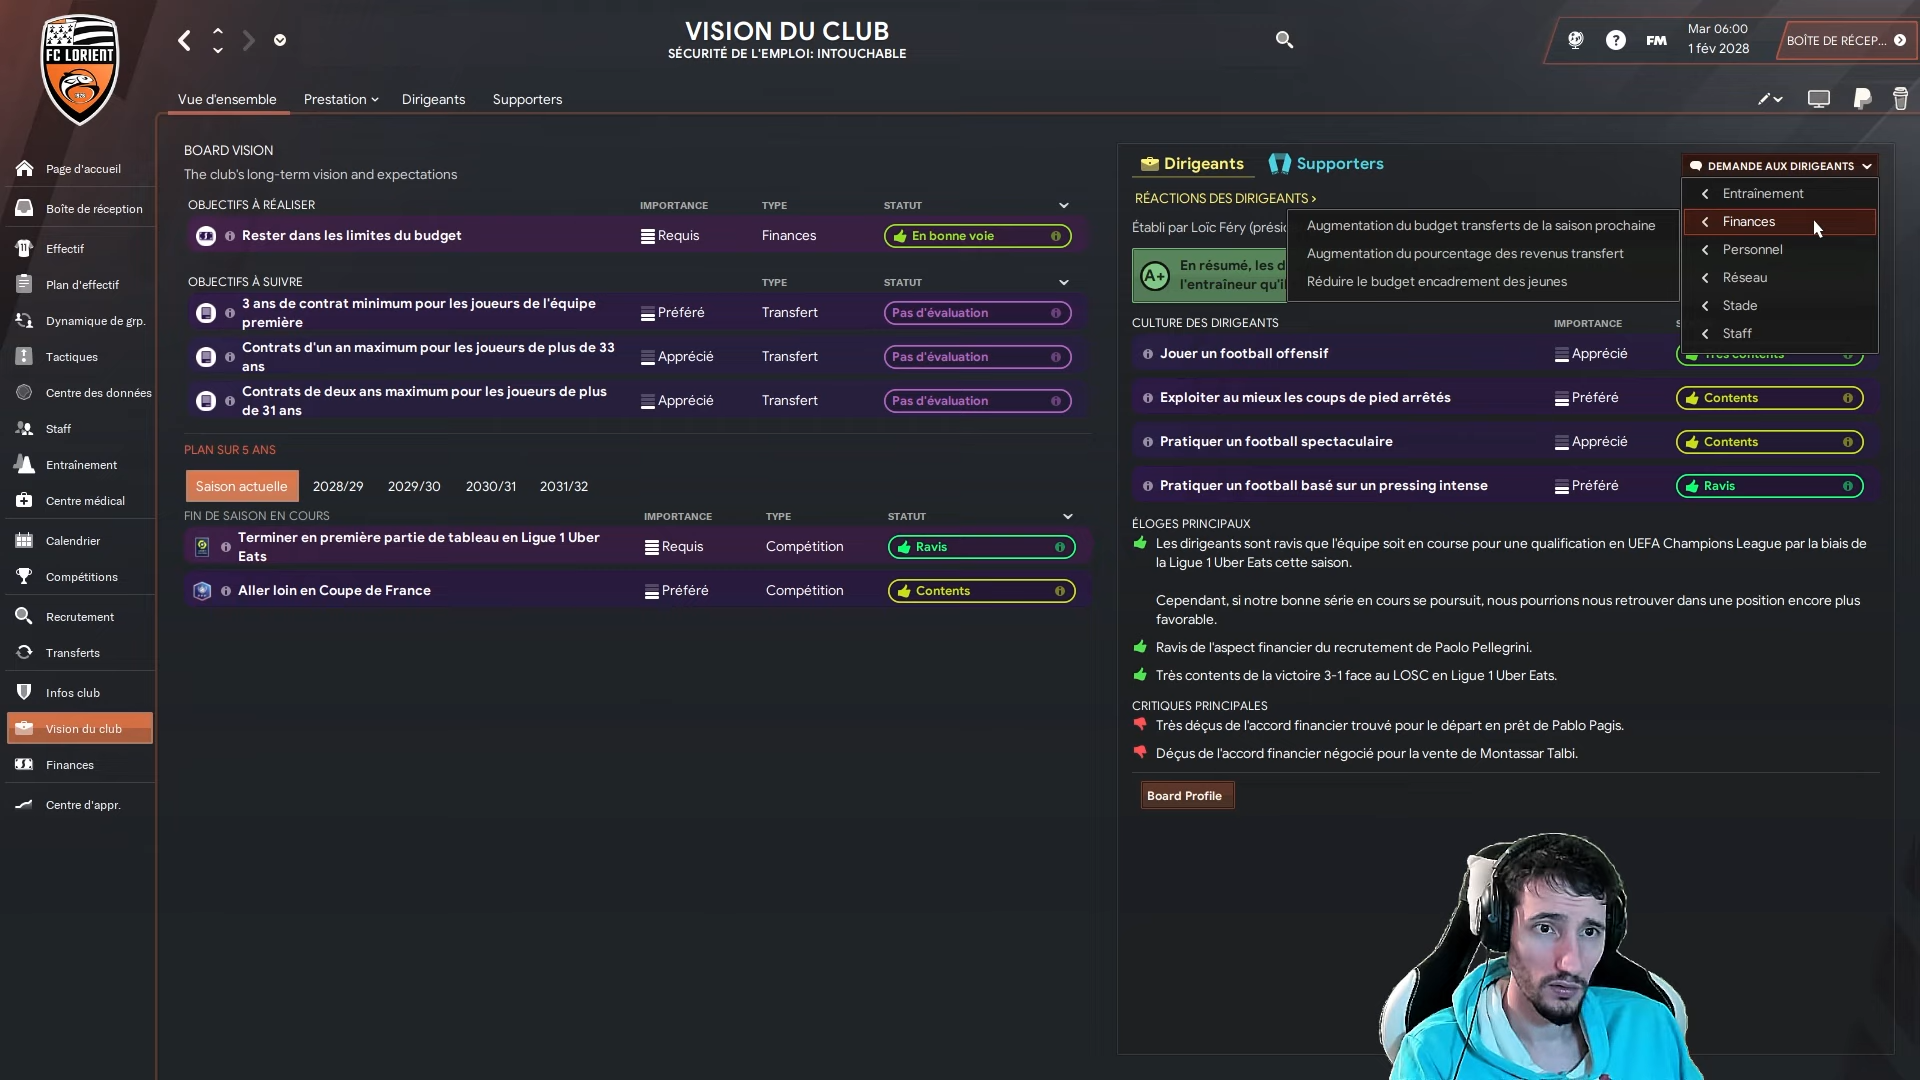 FC LORIENT
VISION DU CLUB
SÉCURITÉ DE L'EMPLOI: INTOUCHABLE
FM
Mar 06:00
1 fév 2028
BOÎTE DE RÉCEP...
Vue d'ensemble
Prestation
Dirigeants
Supporters
Page d'accueil
Boîte de réception
Effectif
Plan d'effectif
Dynamique de grp.
Tactiques
Centre des données
Staff
Entraînement
Centre médical
Calendrier
Compétitions
Recrutement
Transferts
Infos club
Vision du club
Finances
Centre d'appr.
BOARD VISION
The club's long-term vision and expectations
OBJECTIFS À RÉALISER IMPORTANCE TYPE STATUT
Rester dans les limites du budget Requis Finances En bonne voie
OBJECTIFS À SUIVRE TYPE STATUT
3 ans de contrat minimum pour les joueurs de l'équipe
première
Préféré Transfert Pas d'évaluation
Contrats d'un an maximum pour les joueurs de plus de 33
ans
Apprécié Transfert Pas d'évaluation
Contrats de deux ans maximum pour les joueurs de plus
de 31 ans
Apprécié Transfert Pas d'évaluation
PLAN SUR 5 ANS
Saison actuelle 2028/29 2029/30 2030/31 2031/32
FIN DE SAISON EN COURS IMPORTANCE TYPE STATUT
Terminer en première partie de tableau en Ligue 1 Uber
Eats
Requis Compétition Ravis
Aller loin en Coupe de France Préféré Compétition Contents
Dirigeants
Supporters
DEMANDE AUX DIRIGEANTS
Entraînement
Finances
Personnel
Réseau
Stade
Staff
Augmentation du budget transferts de la saison prochaine
Augmentation du pourcentage des revenus transfert
Réduire le budget encadrement des jeunes
RÉACTIONS DES DIRIGEANTS >
Établi par Loïc Féry
A+
En résumé, les d
l'entraîneur qu'il
CULTURE DES DIRIGEANTS IMPORTANCE
Jouer un football offensif Apprécié Très contents
Exploiter au mieux les coups de pied arrêtés Préféré Contents
Pratiquer un football spectaculaire Apprécié Contents
Pratiquer un football basé sur un pressing intense Préféré Ravis
ÉLOGES PRINCIPAUX
Les dirigeants sont ravis que l'équipe soit en course pour une qualification en UEFA Champions League par la biais de
la Ligue 1 Uber Eats cette saison.
Cependant, si notre bonne série en cours se poursuit, nous pourrions nous retrouver dans une position encore plus
favorable.
Ravis de l'aspect financier du recrutement de Paolo Pellegrini.
Très contents de la victoire 3-1 face au LOSC en Ligue 1 Uber Eats.
CRITIQUES PRINCIPALES
Très déçus de l'accord financier trouvé pour le départ en prêt de Pablo Pagis.
Déçus de l'accord financier négocié pour la vente de Montassar Talbi.
Board Profile